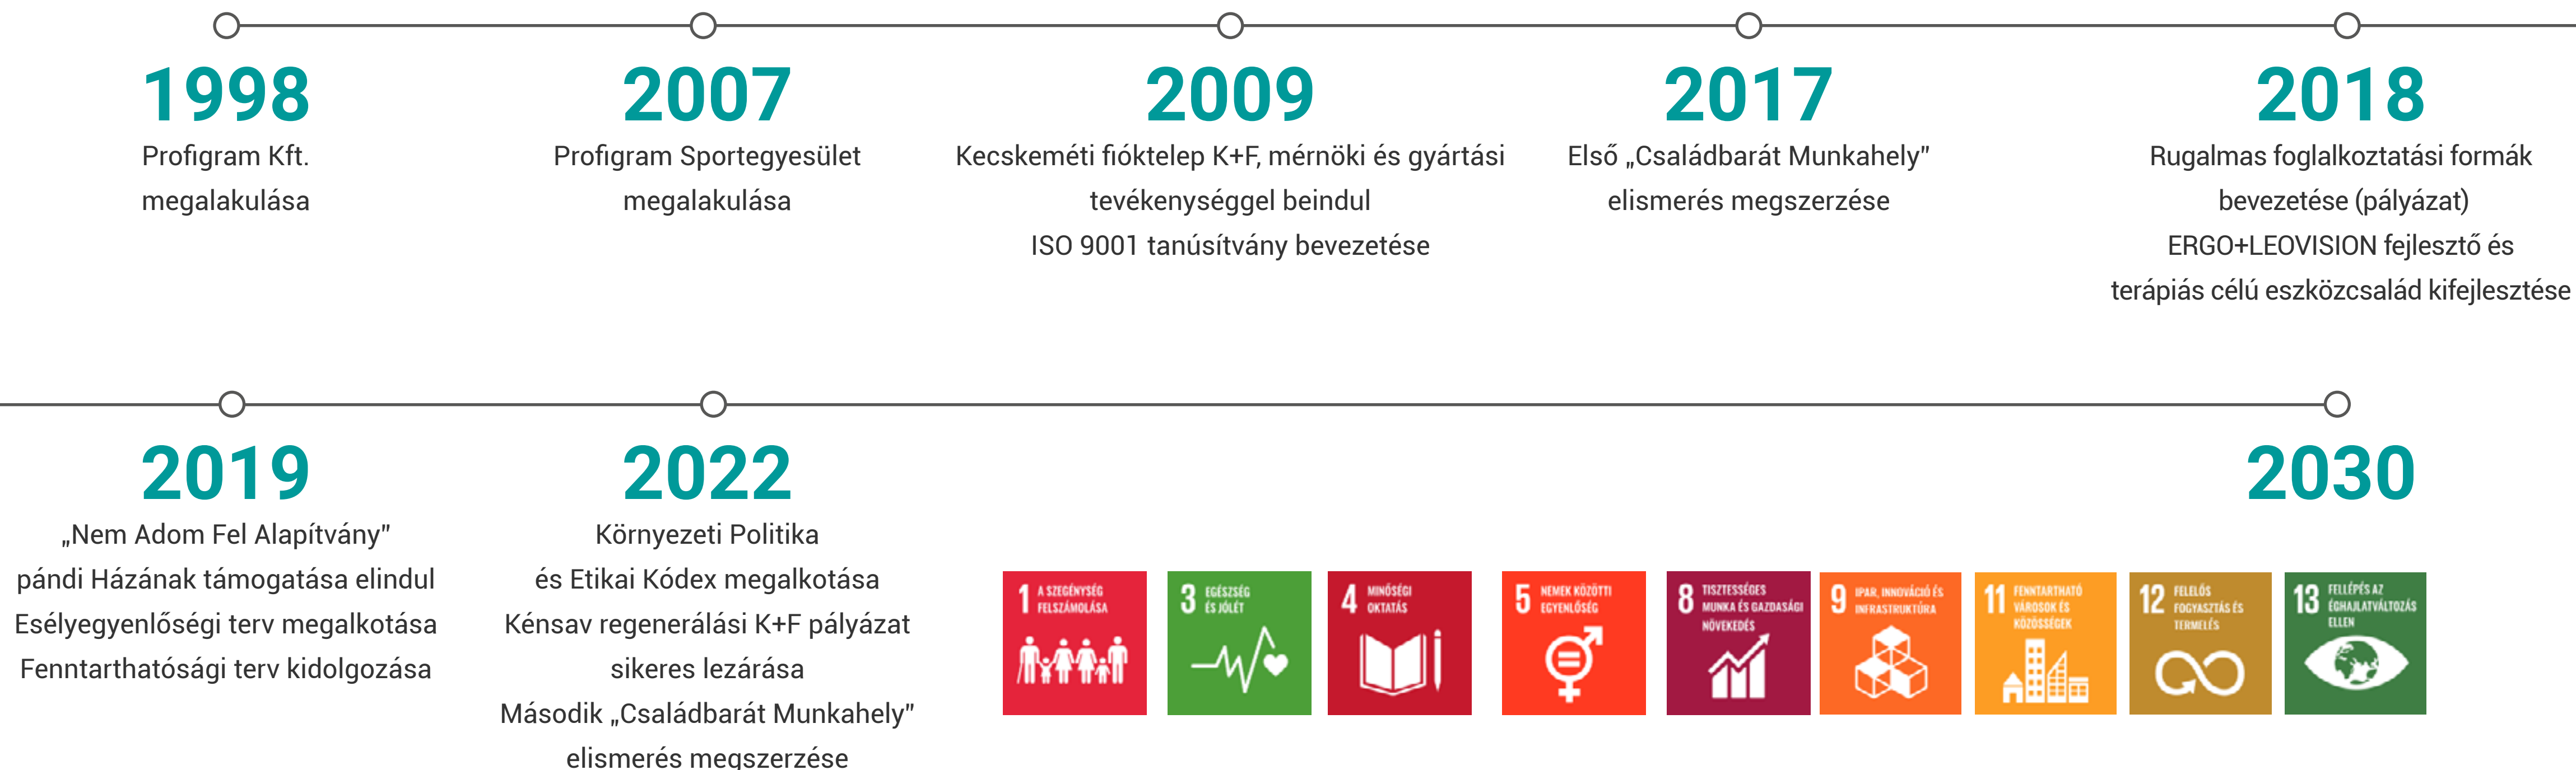 1998
Profigram Kft.
megalakulása
2007
Profigram Sportegyesület
megalakulása
2009
Kecskeméti fióktelep K+F, mérnöki és gyártási
tevékenységgel beindul
ISO 9001 tanúsítvány bevezetése
2017
Első „Családbarát Munkahely”
elismerés megszerzése
2018
Rugalmas foglalkoztatási formák
bevezetése (pályázat)
ERGO+LEOVISION fejlesztő és
terápiás célú eszközcsalád kifejlesztése
2019
„Nem Adom Fel Alapítvány”
pándi Házának támogatása elindul
Esélyegyenlőségi terv megalkotása
Fenntarthatósági terv kidolgozása
2022
Környezeti Politika
és Etikai Kódex megalkotása
Kénsav regenerálási K+F pályázat
sikeres lezárása
Második „Családbarát Munkahely”
elismerés megszerzése
2030
1 A SZEGÉNYSÉG
FELSZÁMOLÁSA
3 EGÉSZSÉG
ÉS JÓLÉT
4 MINŐSÉGI
OKTATÁS
5 NEMEK KÖZÖTTI
EGYENLŐSÉG
8 TISZTESSÉGES
MUNKA ÉS GAZDASÁGI
NÖVEKEDÉS
9 IPAR, INNOVÁCIÓ ÉS
INFRASTRUKTÚRA
11 FENNTARTHATÓ
VÁROSOK ÉS
KÖZÖSSÉGEK
12 FELELŐS
FOGYASZTÁS ÉS
TERMELÉS
13 FELLÉPÉS AZ
ÉGHAJLATVÁLTOZÁS
ELLEN